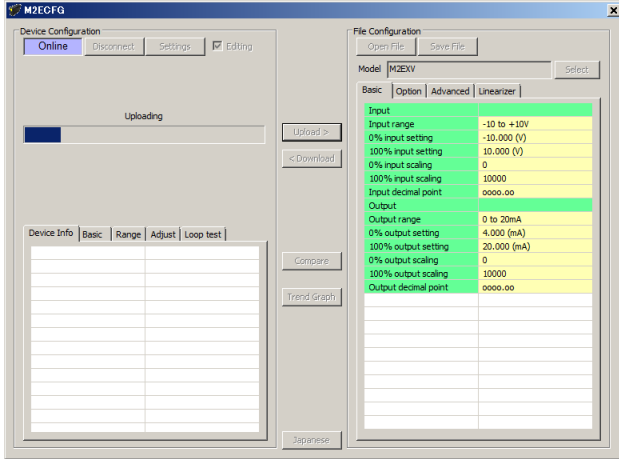 M2ECFG
Device Configuration
Online Disconnect Settings Editing
Uploading
Device Info Basic Range Adjust Loop test
Upload >
< Download
Compare
Trend Graph
Japanese
File Configuration
Open File Save File
Model M2EXV Select
Basic Option Advanced Linearizer
Input
Input range -10 to +10V
0% input setting -10.000 (V)
100% input setting 10.000 (V)
0% input scaling 0
100% input scaling 10000
Input decimal point oooo.oo
Output
Output range 0 to 20mA
0% output setting 4.000 (mA)
100% output setting 20.000 (mA)
0% output scaling 0
100% output scaling 10000
Output decimal point oooo.oo